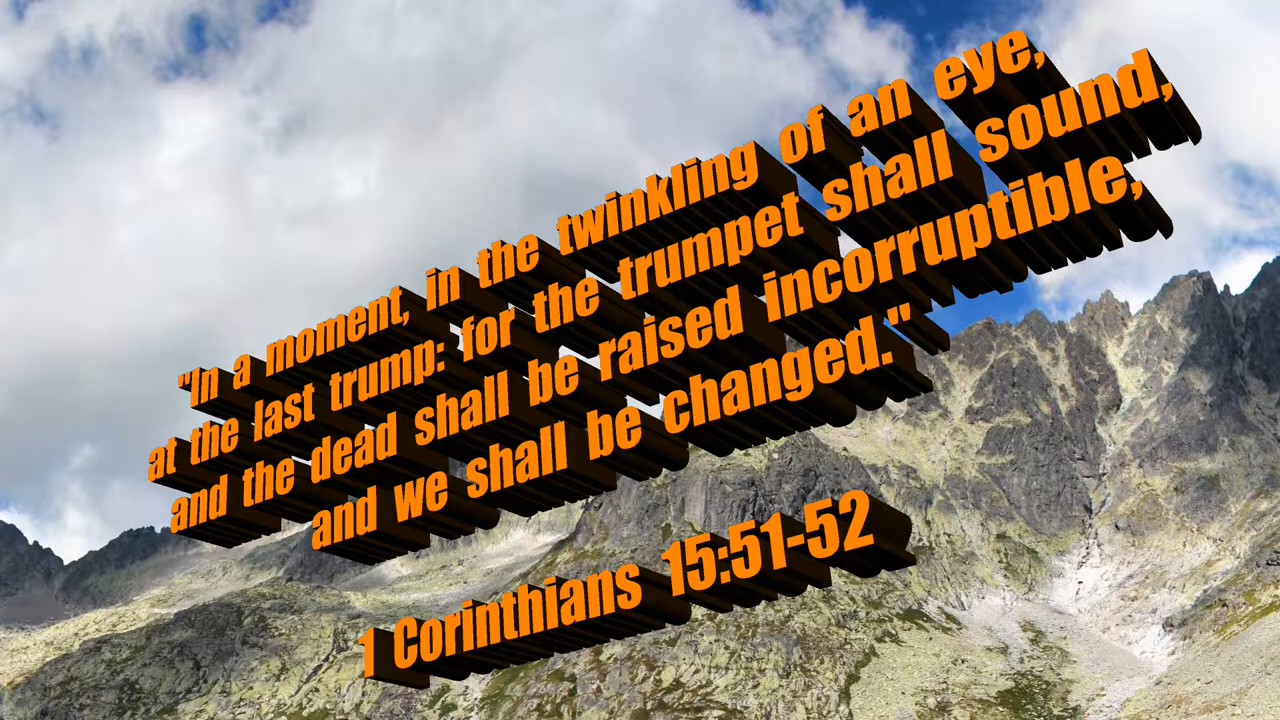 "In a moment, in the twinkling of an eye,
at the last trump: for the trumpet shall sound,
and the dead shall be raised incorruptible,
and we shall be changed."
1 Corinthians 15:51-52